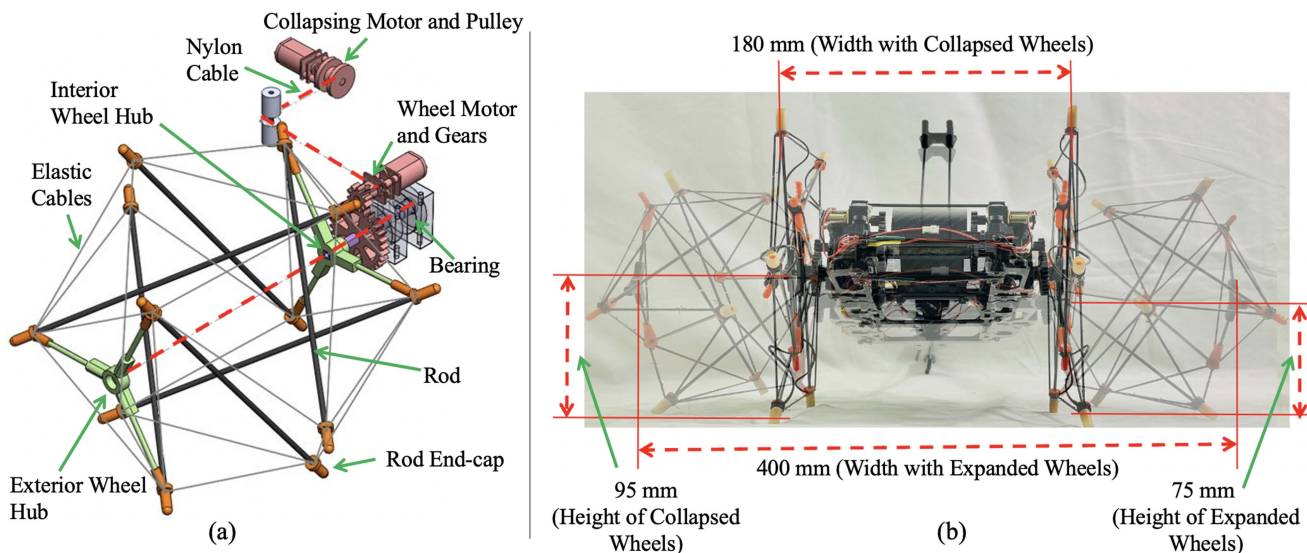 Collapsing Motor and Pulley
Nylon
Cable
Interior
Wheel Hub
Wheel Motor
and Gears
Elastic
Cables
Bearing
Rod
Rod End-cap
Exterior Wheel
Hub
(a)
180 mm (Width with Collapsed Wheels)
400 mm (Width with Expanded Wheels)
95 mm
(Height of Collapsed
Wheels)
(b)
75 mm
(Height of Expanded
Wheels)